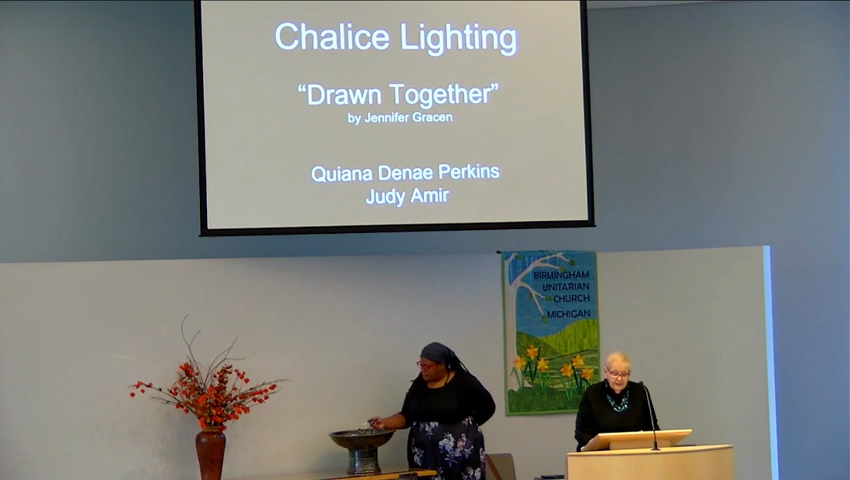 Chalice Lighting
“Drawn Together”
by Jennifer Gracen
Quiana Denae Perkins
Judy Amir
BIRMINGHAM
UNITARIAN
CHURCH
MICHIGAN